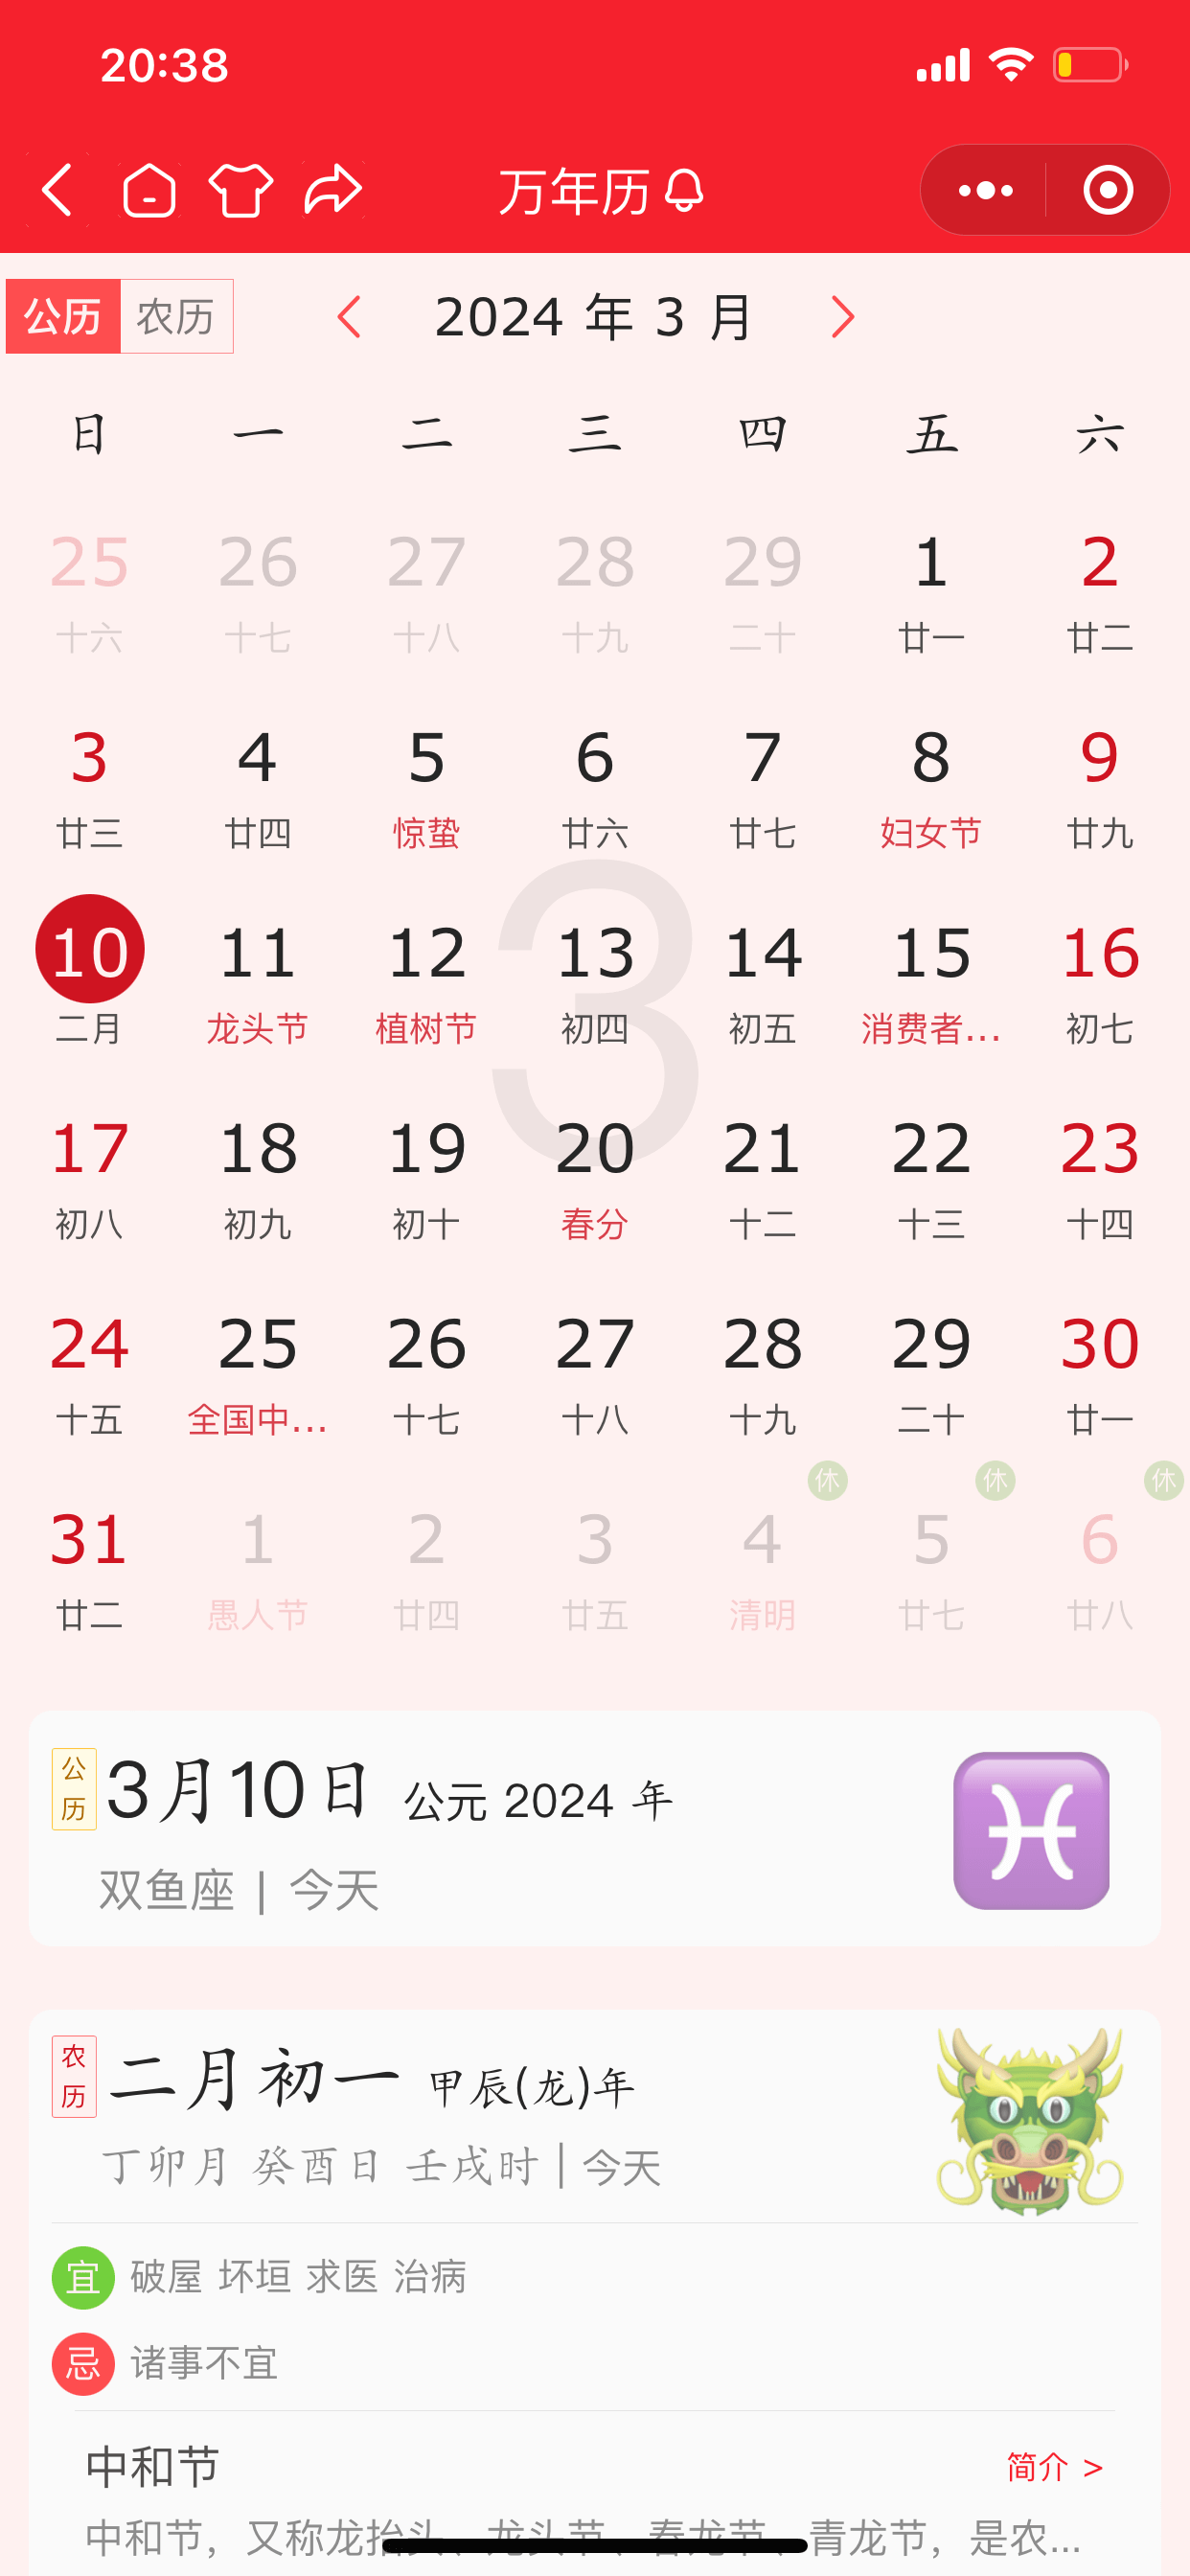 20:38
万年历
公历 农历 2024 年 3 月
日 一 二 三 四 五 六
25 26 27 28 29 1 2
十六 十七 十八 十九 二十 廿一 廿二
3 4 5 6 7 8 9
廿三 廿四 惊蛰 廿六 廿七 妇女节 廿九
3
10 11 12 13 14 15 16
二月 龙头节 植树节 初四 初五 消费者... 初七
17 18 19 20 21 22 23
初八 初九 初十 春分 十二 十三 十四
24 25 26 27 28 29 30
十五 全国中... 十七 十八 十九 二十 廿一
休 休 休
31 1 2 3 4 5 6
廿二 愚人节 廿四 廿五 清明 廿七 廿八
公历 3月10日 公元 2024 年
双鱼座 | 今天
农历 二月初一 甲辰(龙)年
丁卯月 癸酉日 壬戌时 | 今天
宜 破屋 坏垣 求医 治病
忌 诸事不宜
中和节 简介 >
中和节，又称龙抬头、龙头节、春龙节、青龙节，是农...